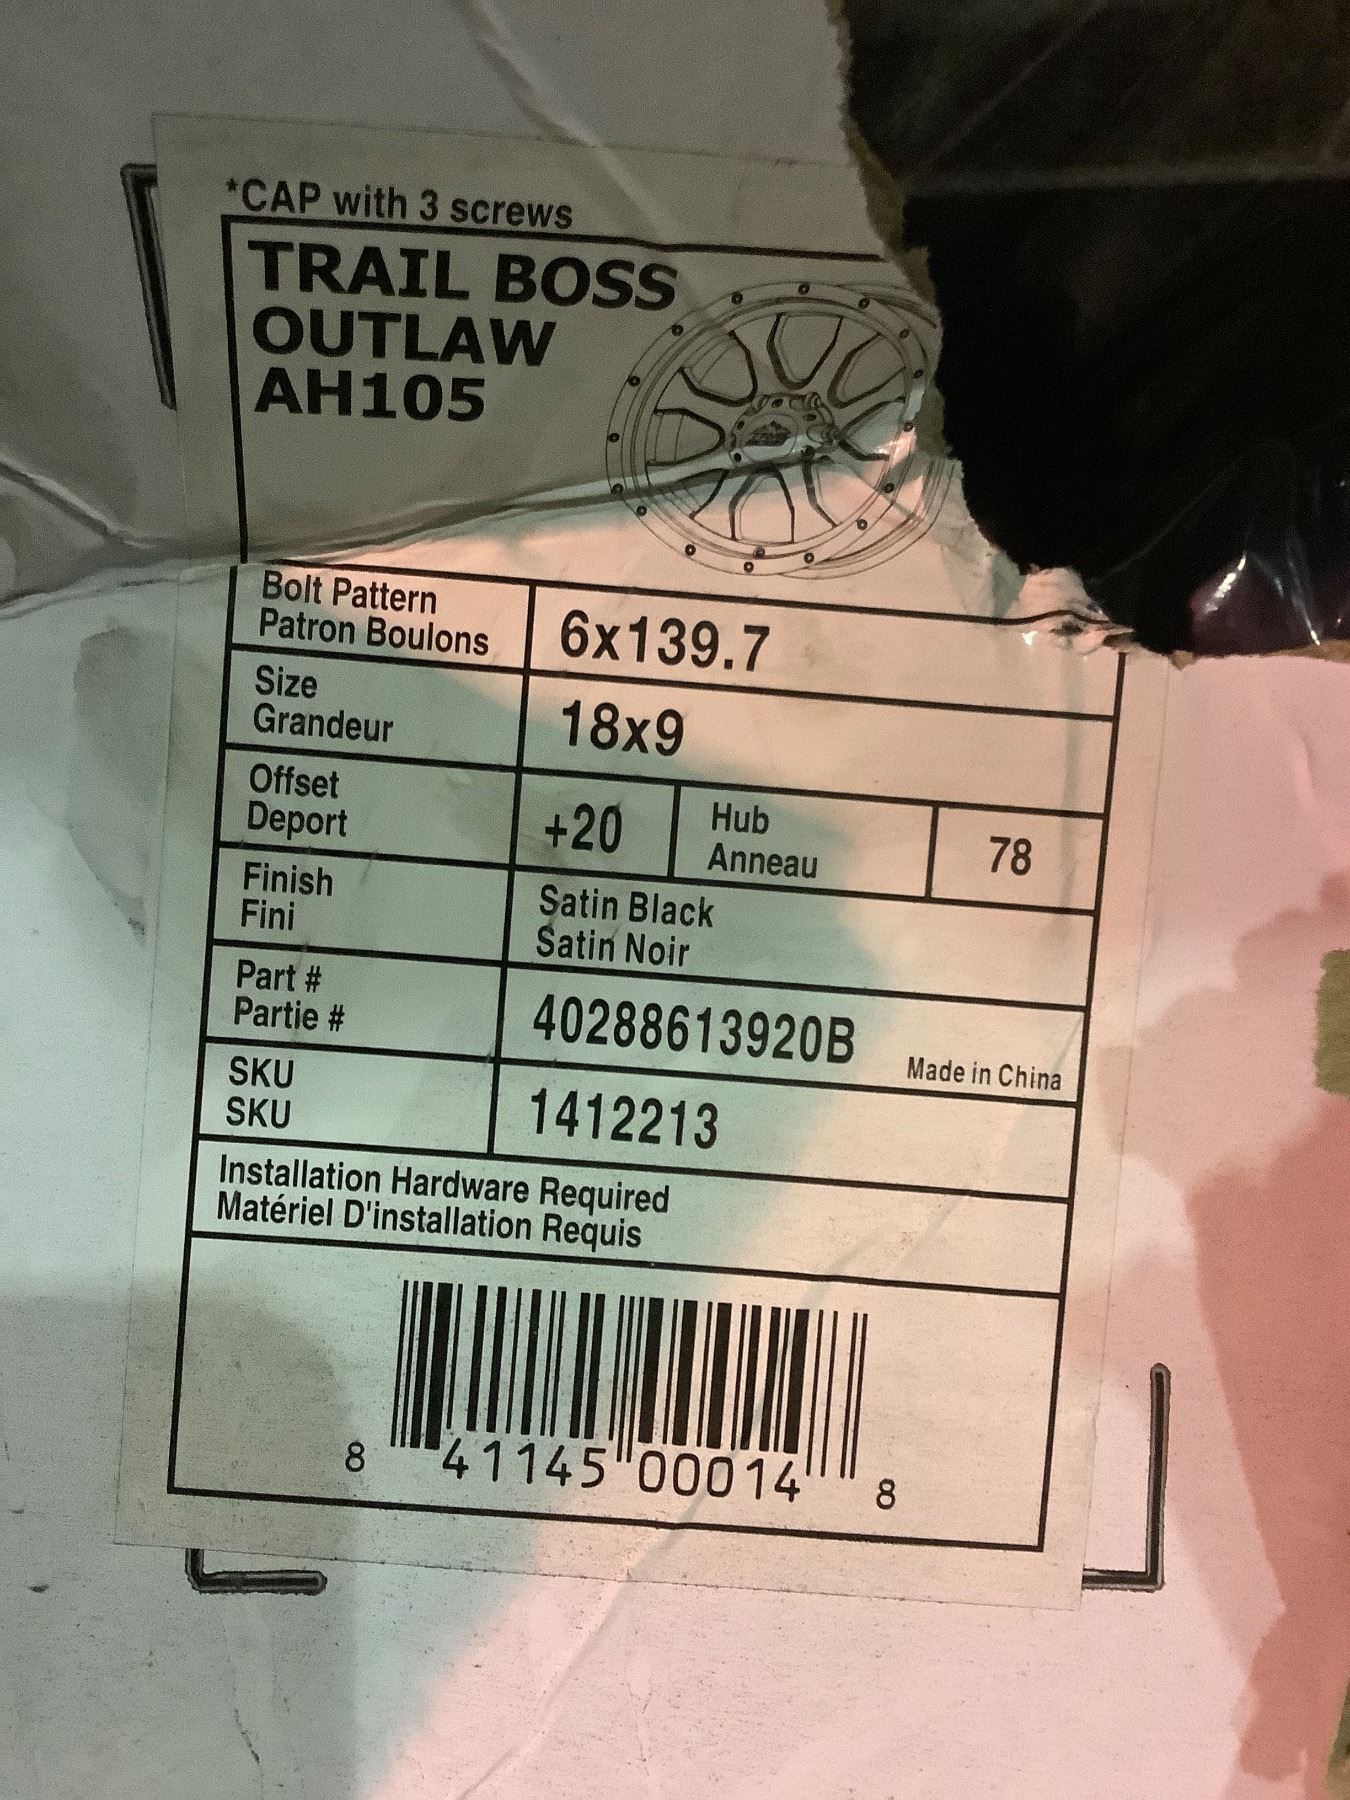 *CAP with 3 screws
TRAIL BOSS
OUTLAW
AH105
Bolt Pattern
Patron Boulons
6x139.7
Size
Grandeur
18x9
Offset
Deport
+20
Hub
Anneau
78
Finish
Fini
Satin Black
Satin Noir
Part #
Partie #
40288613920B
Made in China
SKU
SKU
1412213
Installation Hardware Required
Matériel D'installation Requis
8 41145 00014 8